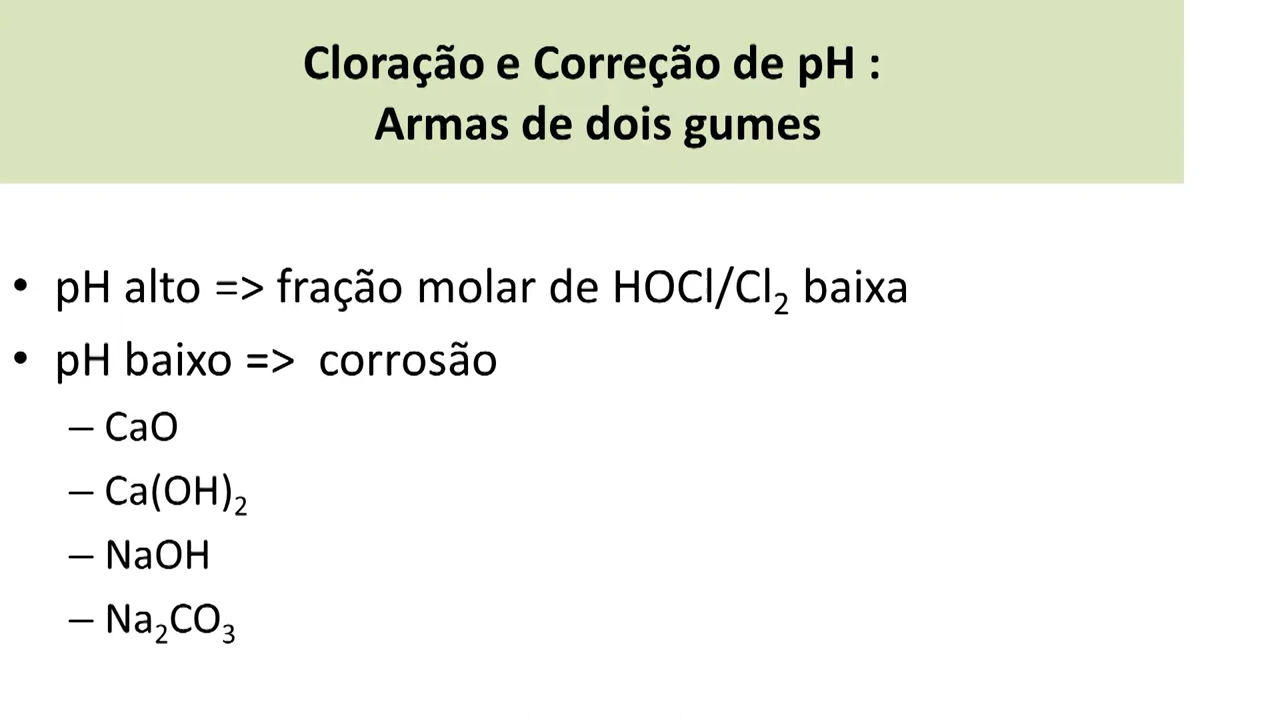 Cloração e Correção de pH :
Armas de dois gumes
• pH alto => fração molar de HOCl/Cl₂ baixa
• pH baixo => corrosão
– CaO
– Ca(OH)₂
– NaOH
– Na₂CO₃